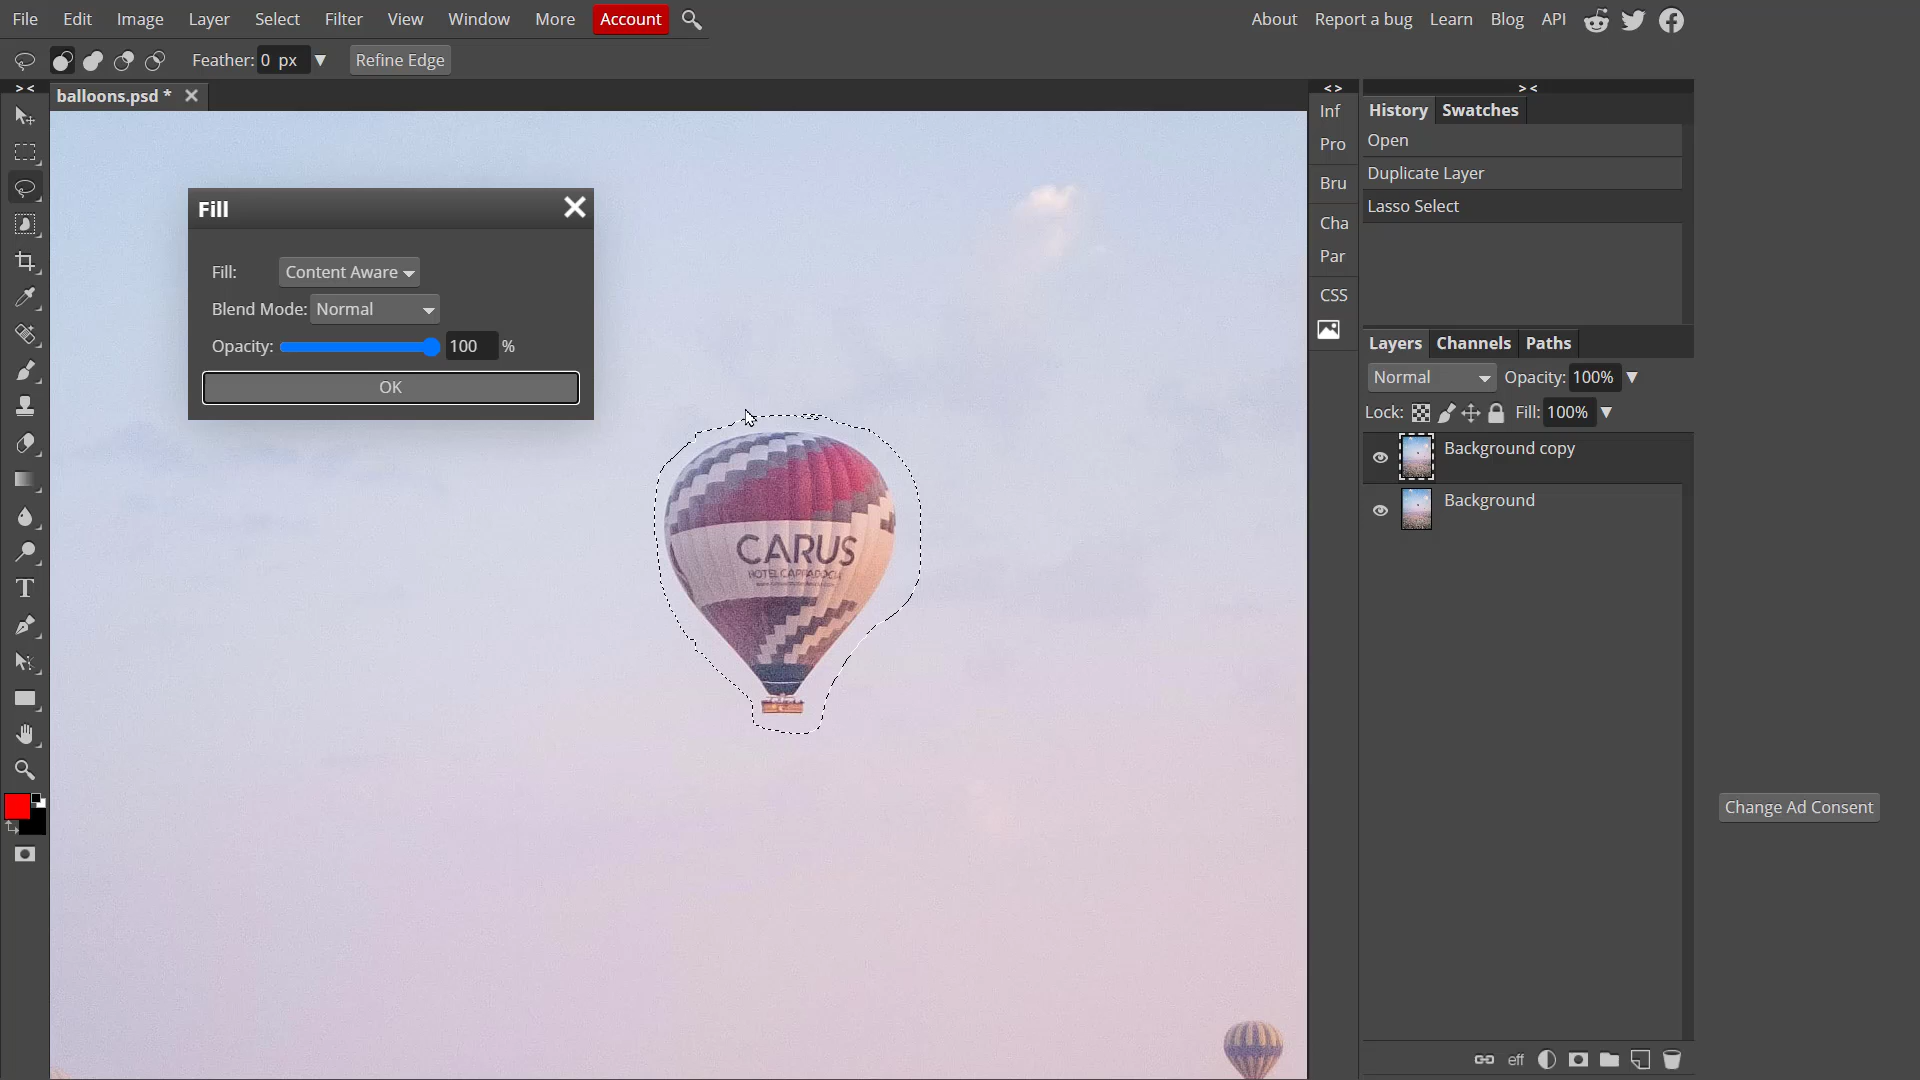 File Edit Image Layer Select Filter View Window More Account About Report a bug Learn Blog API
Feather: 0 px Refine Edge
> < balloons.psd * < > > <
Inf History Swatches
Pro Open
Bru Duplicate Layer
Cha Lasso Select
Par
CSS
Fill
Fill: Content Aware
Blend Mode: Normal
Opacity: 100 %
OK
Layers Channels Paths
Normal Opacity: 100%
Lock: Fill: 100%
Background copy
Background
CARUS
HOTEL CAPPADOCIA
T
Change Ad Consent
eff